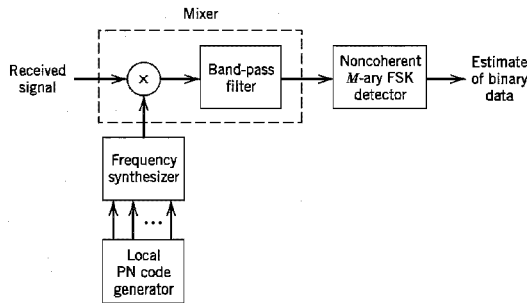 Mixer
Received
signal
×
Band-pass
filter
Noncoherent
M-ary FSK
detector
Estimate
of binary
data
Frequency
synthesizer
...
Local
PN code
generator